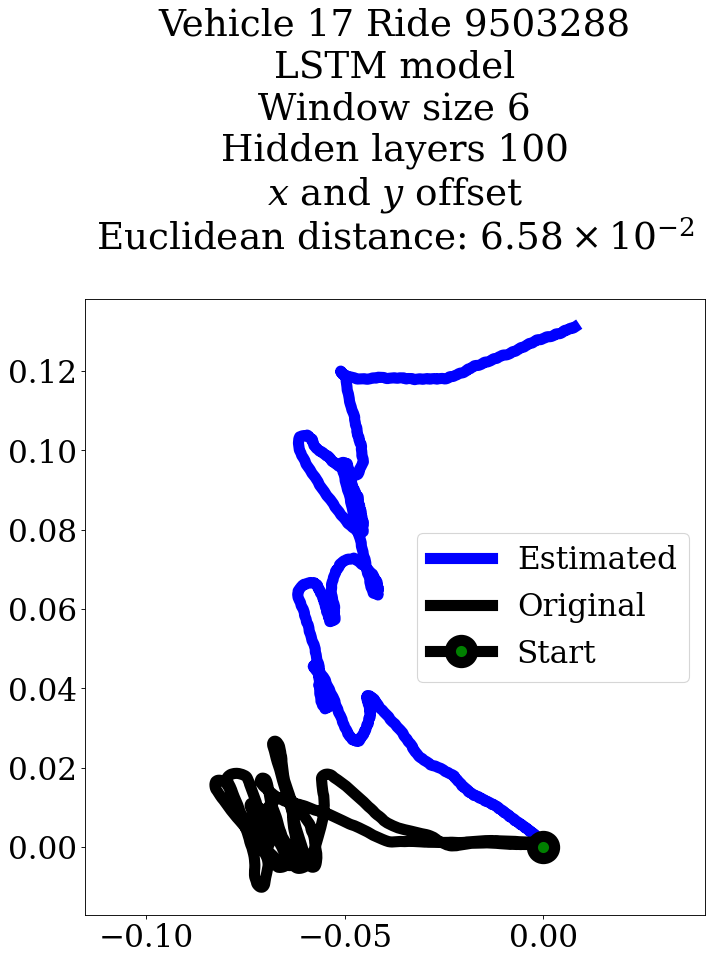 Vehicle 17 Ride 9503288
LSTM model
Window size 6
Hidden layers 100
x and y offset
Euclidean distance: 6.58 × 10⁻²
0.12
0.10
0.08
0.06
0.04
0.02
0.00
Estimated
Original
Start
−0.10 −0.05 0.00